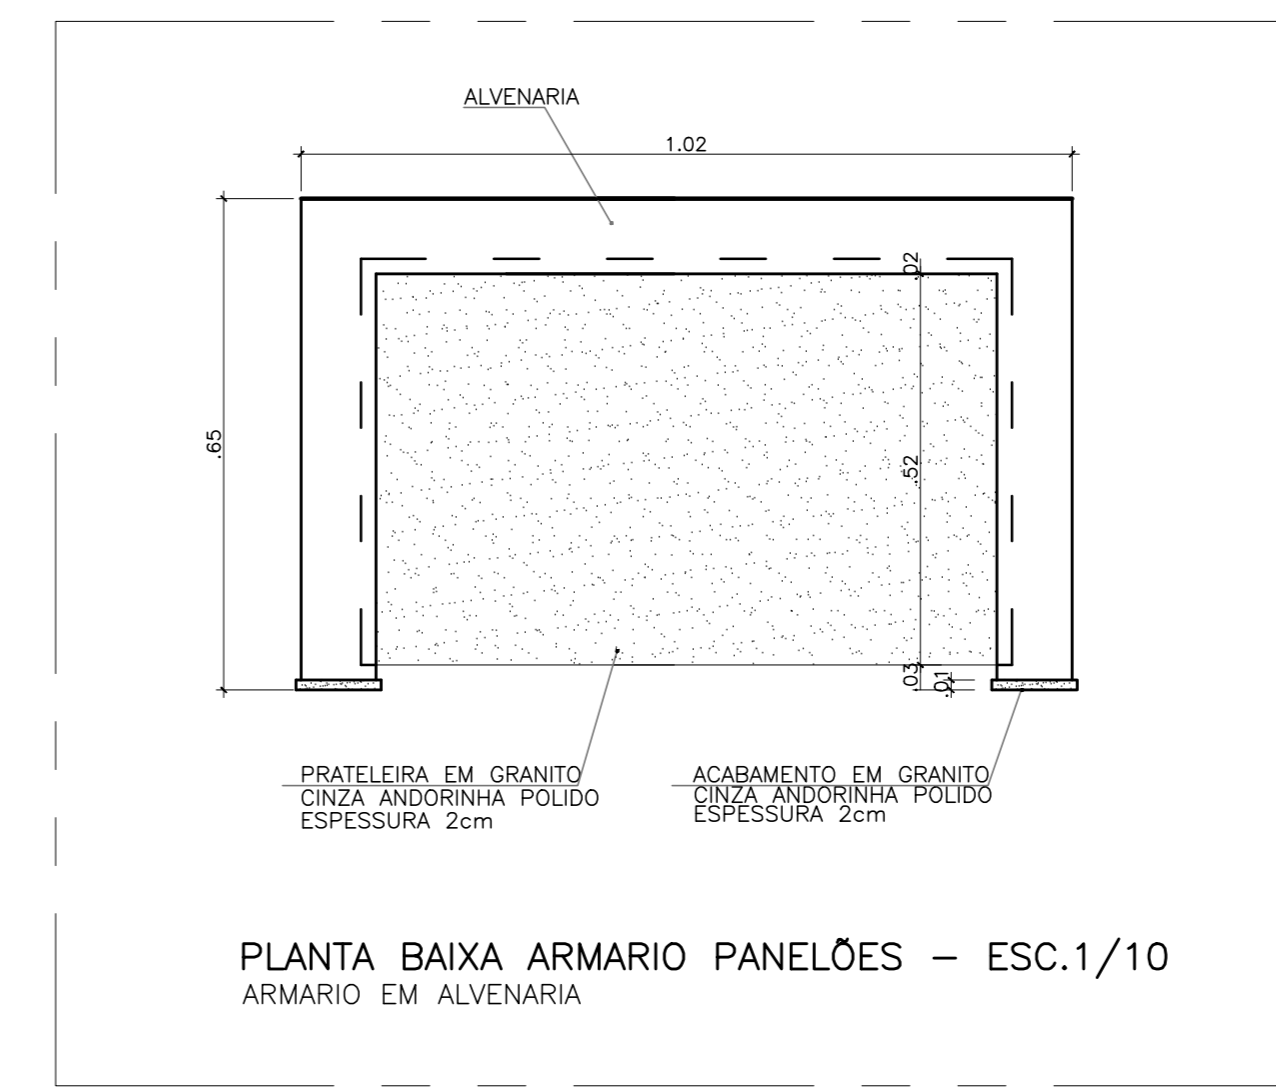 ALVENARIA
1.02
.02
.65
.52
.03
.01
PRATELEIRA EM GRANITO
CINZA ANDORINHA POLIDO
ESPESSURA 2cm
ACABAMENTO EM GRANITO
CINZA ANDORINHA POLIDO
ESPESSURA 2cm
PLANTA BAIXA ARMARIO PANELÕES – ESC.1/10
ARMARIO EM ALVENARIA